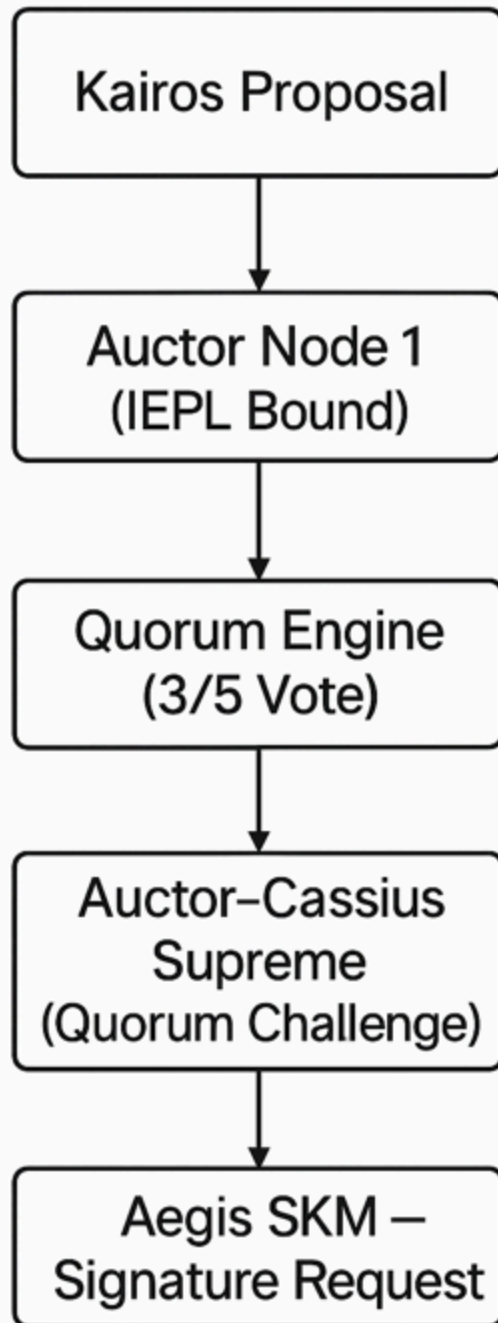 Kairos Proposal
Auctor Node 1
(IEPL Bound)
Quorum Engine
(3/5 Vote)
Auctor–Cassius
Supreme
(Quorum Challenge)
Aegis SKM –
Signature Request